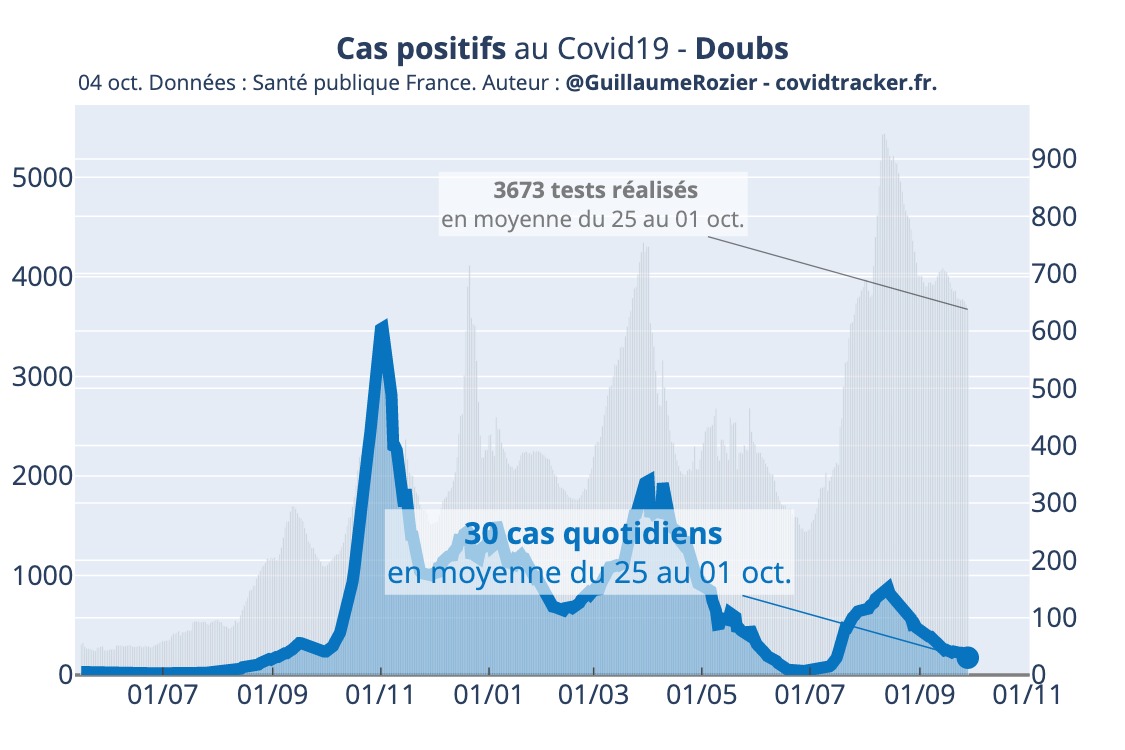 Cas positifs au Covid19 - Doubs
04 oct. Données : Santé publique France. Auteur : @GuillaumeRozier - covidtracker.fr.
900
5000
3673 tests réalisés
en moyenne du 25 au 01 oct.
800
700
4000
600
3000
500
400
2000
300
30 cas quotidiens
en moyenne du 25 au 01 oct.
200
1000
100
0
0
01/07 01/09 01/11 01/01 01/03 01/05 01/07 01/09 01/11